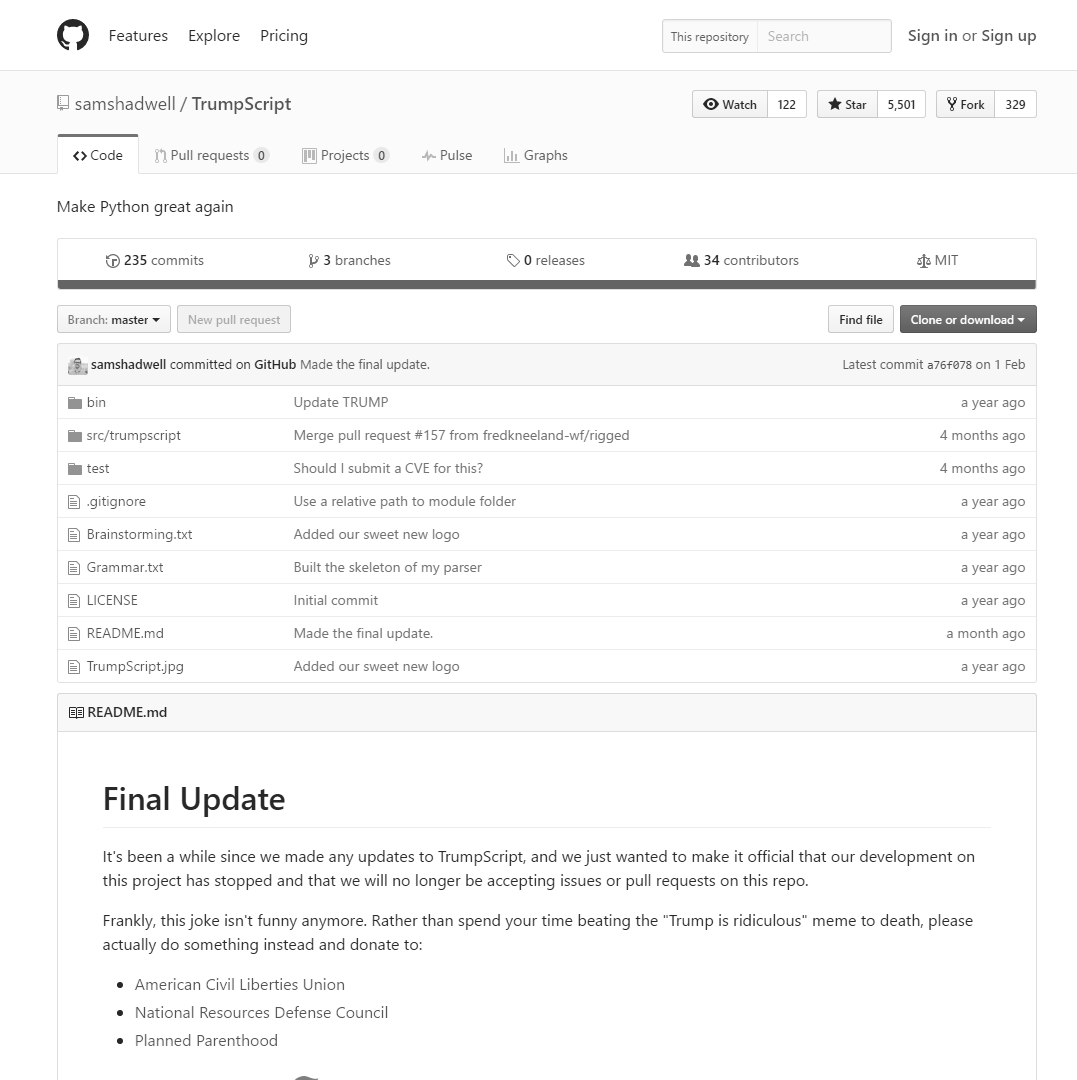 Features Explore Pricing This repository Search Sign in or Sign up
samshadwell / TrumpScript Watch 122 Star 5,501 Fork 329
Code Pull requests 0 Projects 0 Pulse Graphs
Make Python great again
235 commits 3 branches 0 releases 34 contributors MIT
Branch: master New pull request Find file Clone or download
samshadwell committed on GitHub Made the final update. Latest commit a76f078 on 1 Feb
bin Update TRUMP a year ago
src/trumpscript Merge pull request #157 from fredkneeland-wf/rigged 4 months ago
test Should I submit a CVE for this? 4 months ago
.gitignore Use a relative path to module folder a year ago
Brainstorming.txt Added our sweet new logo a year ago
Grammar.txt Built the skeleton of my parser a year ago
LICENSE Initial commit a year ago
README.md Made the final update. a month ago
TrumpScript.jpg Added our sweet new logo a year ago
README.md
Final Update
It's been a while since we made any updates to TrumpScript, and we just wanted to make it official that our development on
this project has stopped and that we will no longer be accepting issues or pull requests on this repo.
Frankly, this joke isn't funny anymore. Rather than spend your time beating the "Trump is ridiculous" meme to death, please
actually do something instead and donate to:
American Civil Liberties Union
National Resources Defense Council
Planned Parenthood